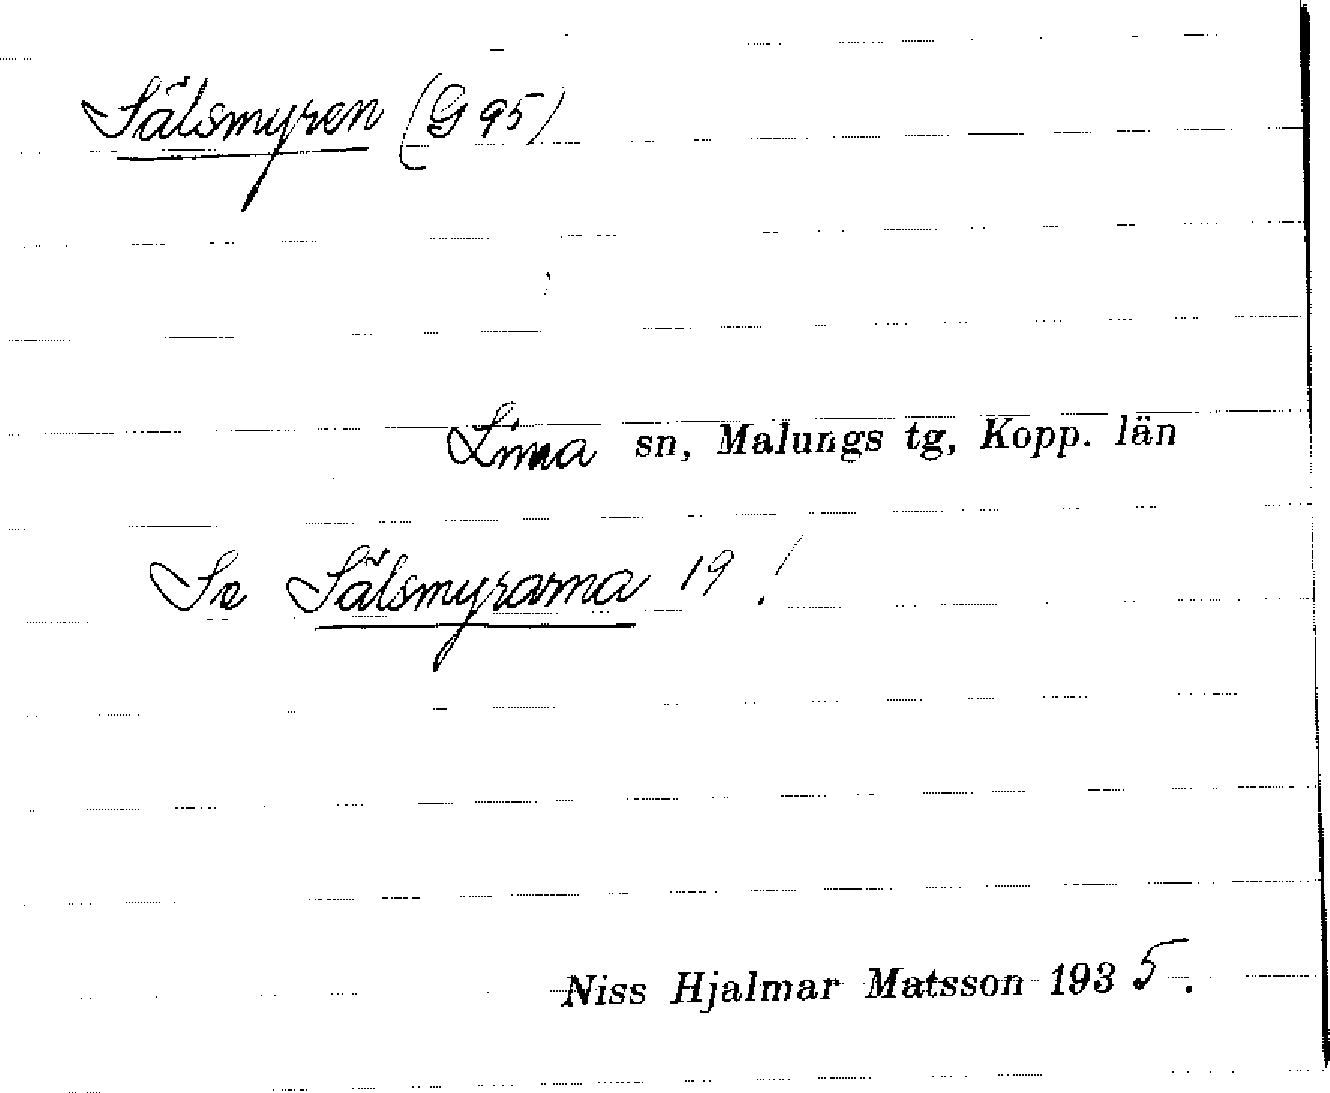 Sälsmyren (G 95)
Lima sn, Malungs tg, Kopp. län
Se Sälsmyrarna 19 !
Niss Hjalmar Matsson 1935.